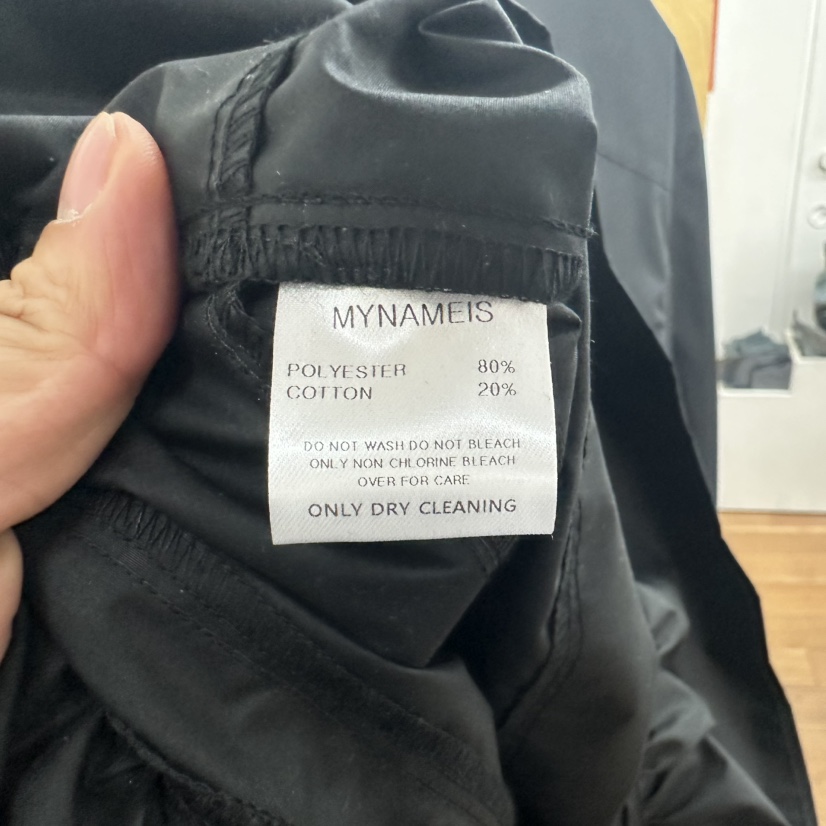 MYNAMEIS
POLYESTER 80%
COTTON 20%
DO NOT WASH DO NOT BLEACH
ONLY NON CHLORINE BLEACH
OVER FOR CARE
ONLY DRY CLEANING